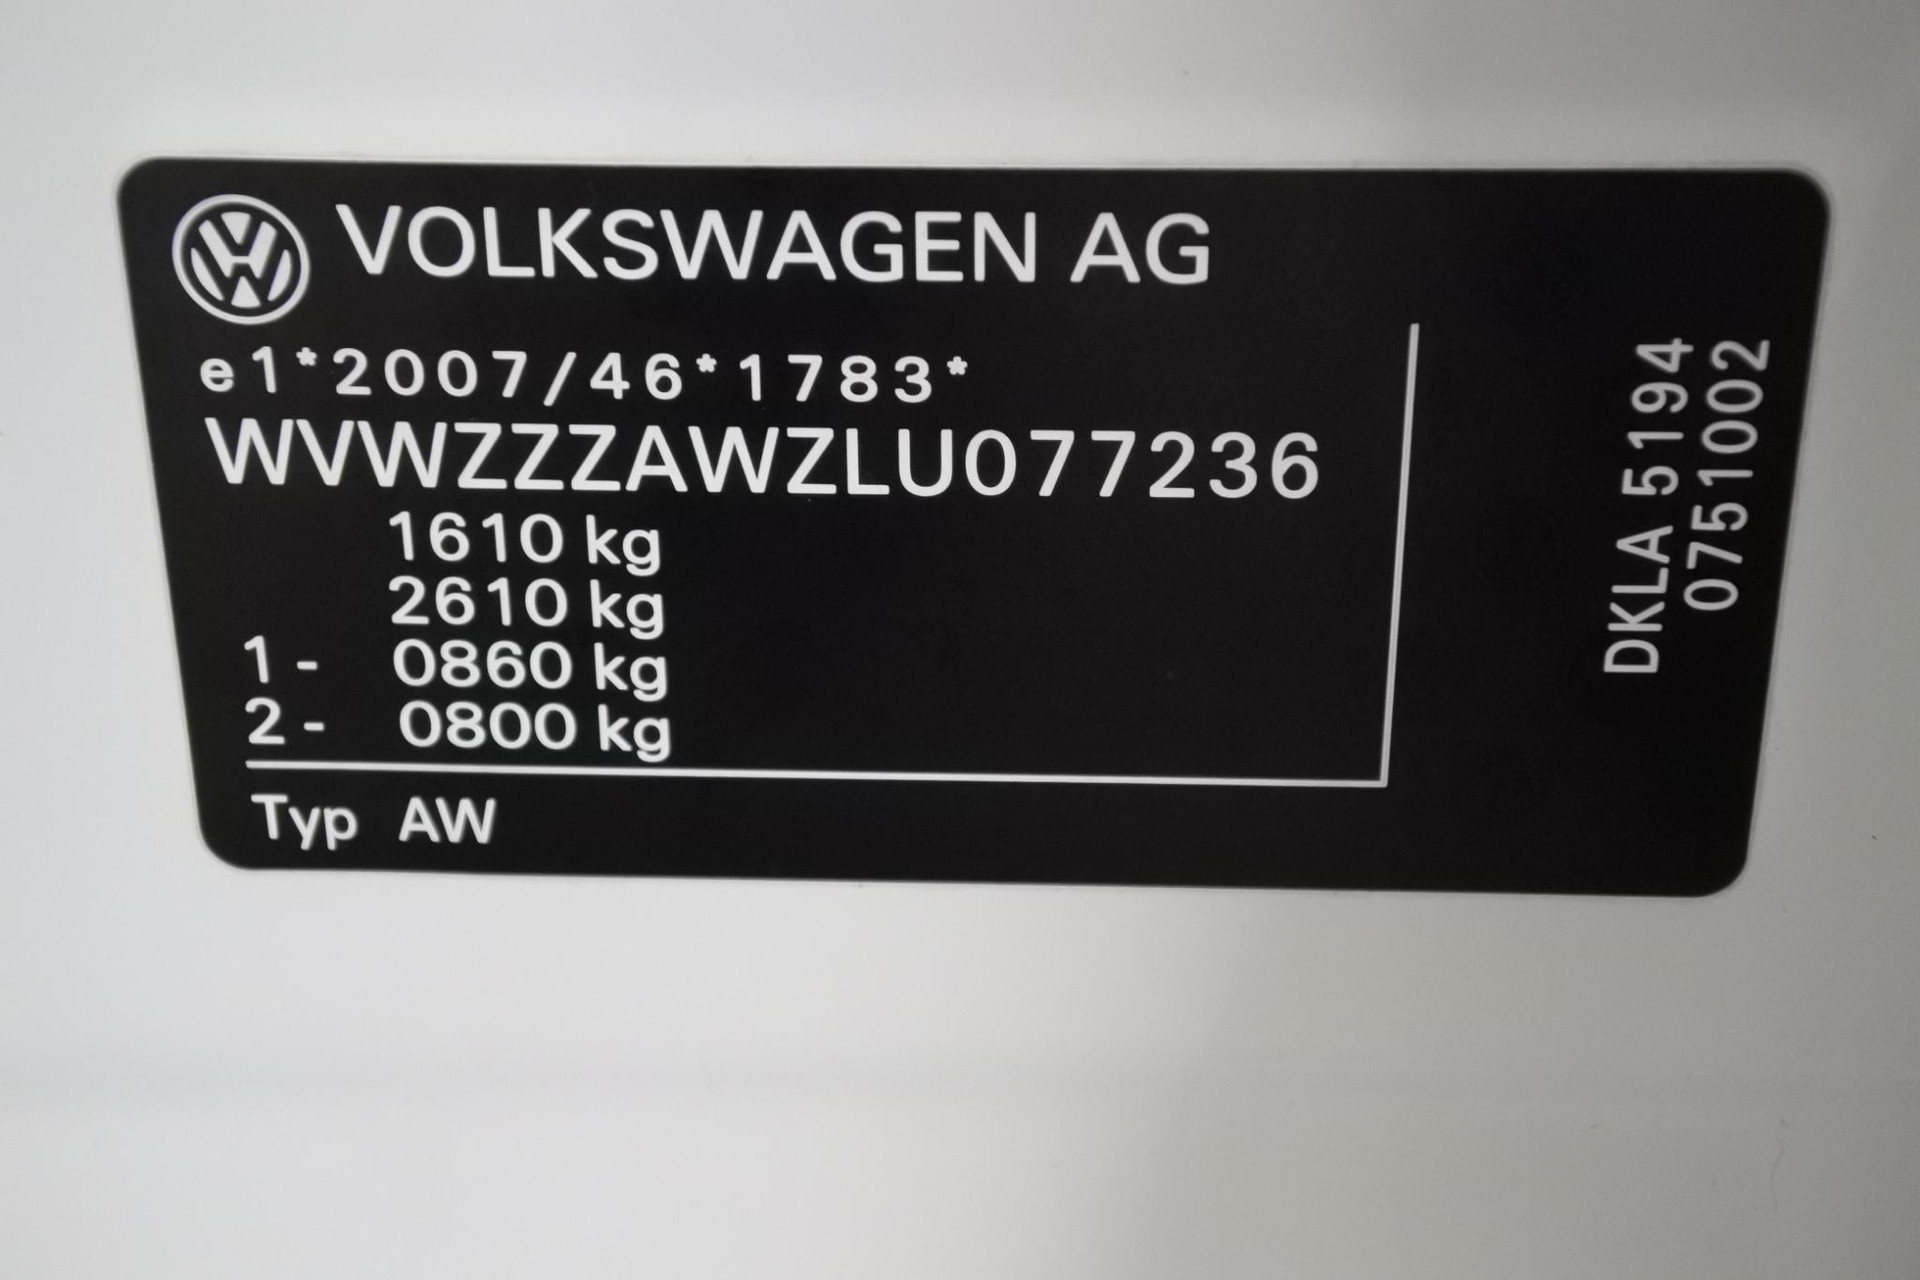 VOLKSWAGEN AG
e1*2007/46*1783*
WVWZZZAWZLU077236
1610 kg
2610 kg
1- 0860 kg
2- 0800 kg
Typ AW
DKLA 5194
0751002